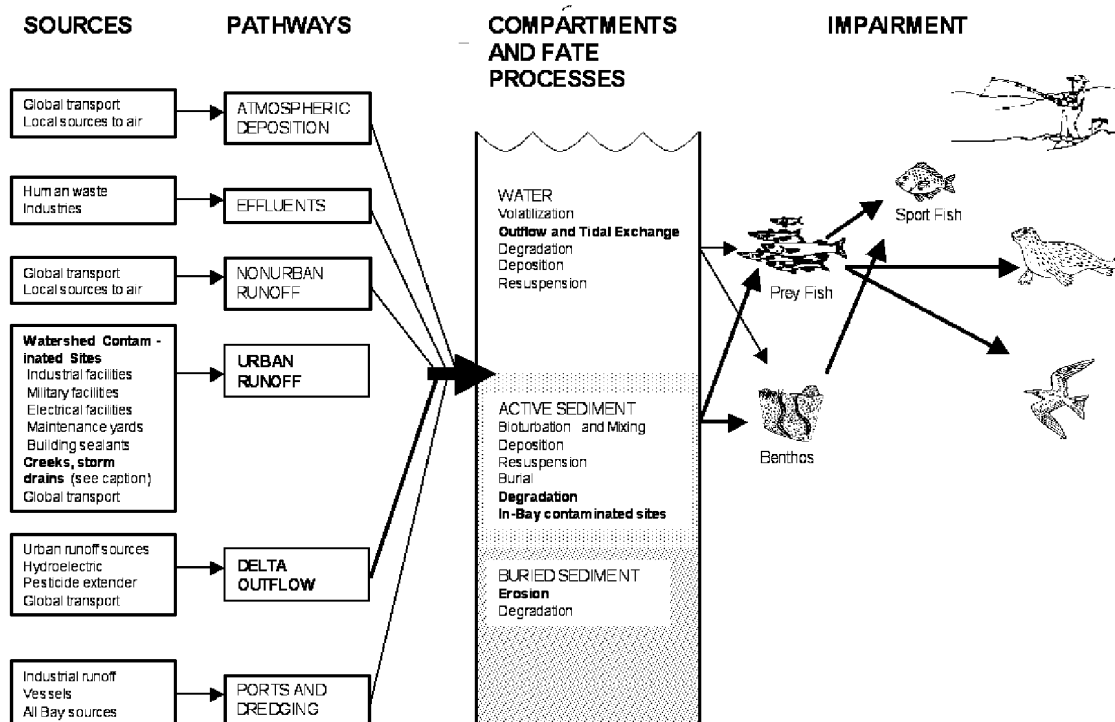 SOURCES
PATHWAYS
COMPARTMENTS
AND FATE
PROCESSES
IMPAIRMENT
Global transport
Local sources to air
ATMOSPHERIC
DEPOSITION
Human waste
Industries
EFFLUENTS
Global transport
Local sources to air
NONURBAN
RUNOFF
Watershed Contam -
inated Sites
Industrial facilities
Military facilities
Electrical facilities
Maintenance yards
Building sealants
Creeks, storm
drains (see caption)
Global transport
URBAN
RUNOFF
Urban runoff sources
Hydroelectric
Pesticide extender
Global transport
DELTA
OUTFLOW
Industrial runoff
Vessels
All Bay sources
PORTS AND
DREDGING
WATER
Volatilization
Outflow and Tidal Exchange
Degradation
Deposition
Resuspension
ACTIVE SEDIMENT
Bioturbation and Mixing
Deposition
Resuspension
Burial
Degradation
In-Bay contaminated sites
BURIED SEDIMENT
Erosion
Degradation
Sport Fish
Prey Fish
Benthos